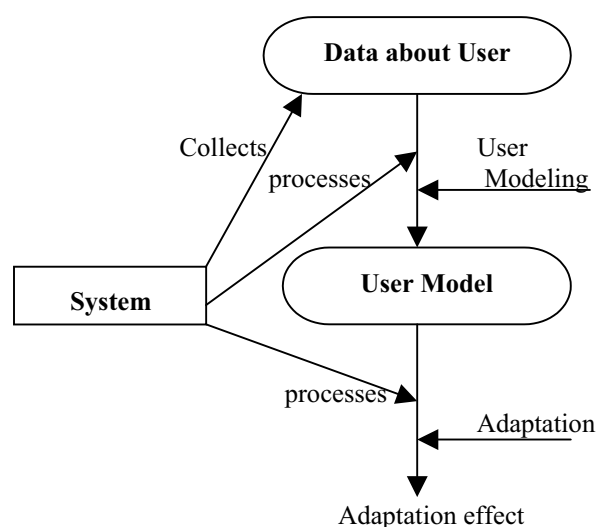 Data about User
Collects
User
Modeling
processes
User Model
System
processes
Adaptation
Adaptation effect